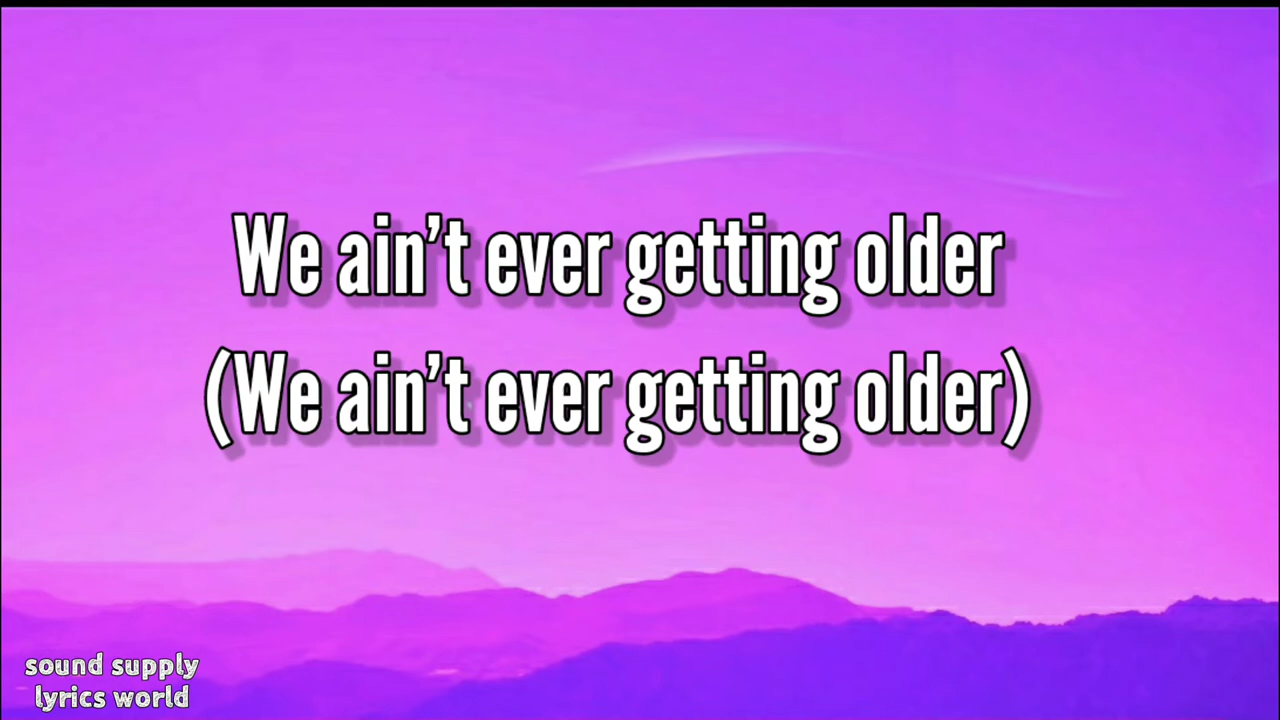 We ain’t ever getting older
(We ain’t ever getting older)
sound supply
lyrics world